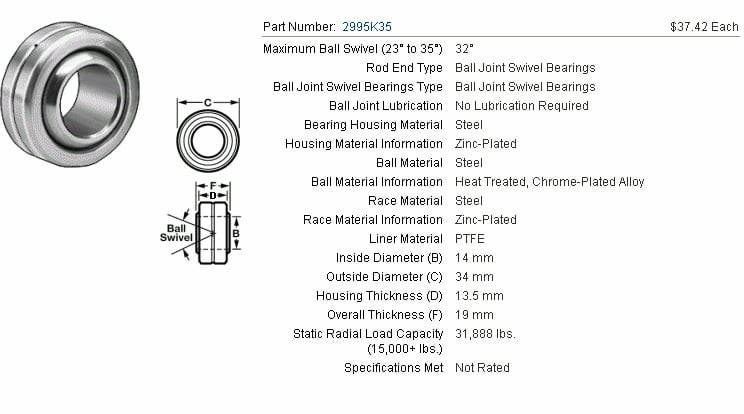 Part Number: 2995K35 $37.42 Each
Maximum Ball Swivel (23° to 35°) 32°
Rod End Type Ball Joint Swivel Bearings
Ball Joint Swivel Bearings Type Ball Joint Swivel Bearings
Ball Joint Lubrication No Lubrication Required
Bearing Housing Material Steel
Housing Material Information Zinc-Plated
Ball Material Steel
Ball Material Information Heat Treated, Chrome-Plated Alloy
Race Material Steel
Race Material Information Zinc-Plated
Liner Material PTFE
Inside Diameter (B) 14 mm
Outside Diameter (C) 34 mm
Housing Thickness (D) 13.5 mm
Overall Thickness (F) 19 mm
Static Radial Load Capacity 31,888 lbs.
(15,000+ lbs.)
Specifications Met Not Rated
C
F
D
Ball
Swivel
B